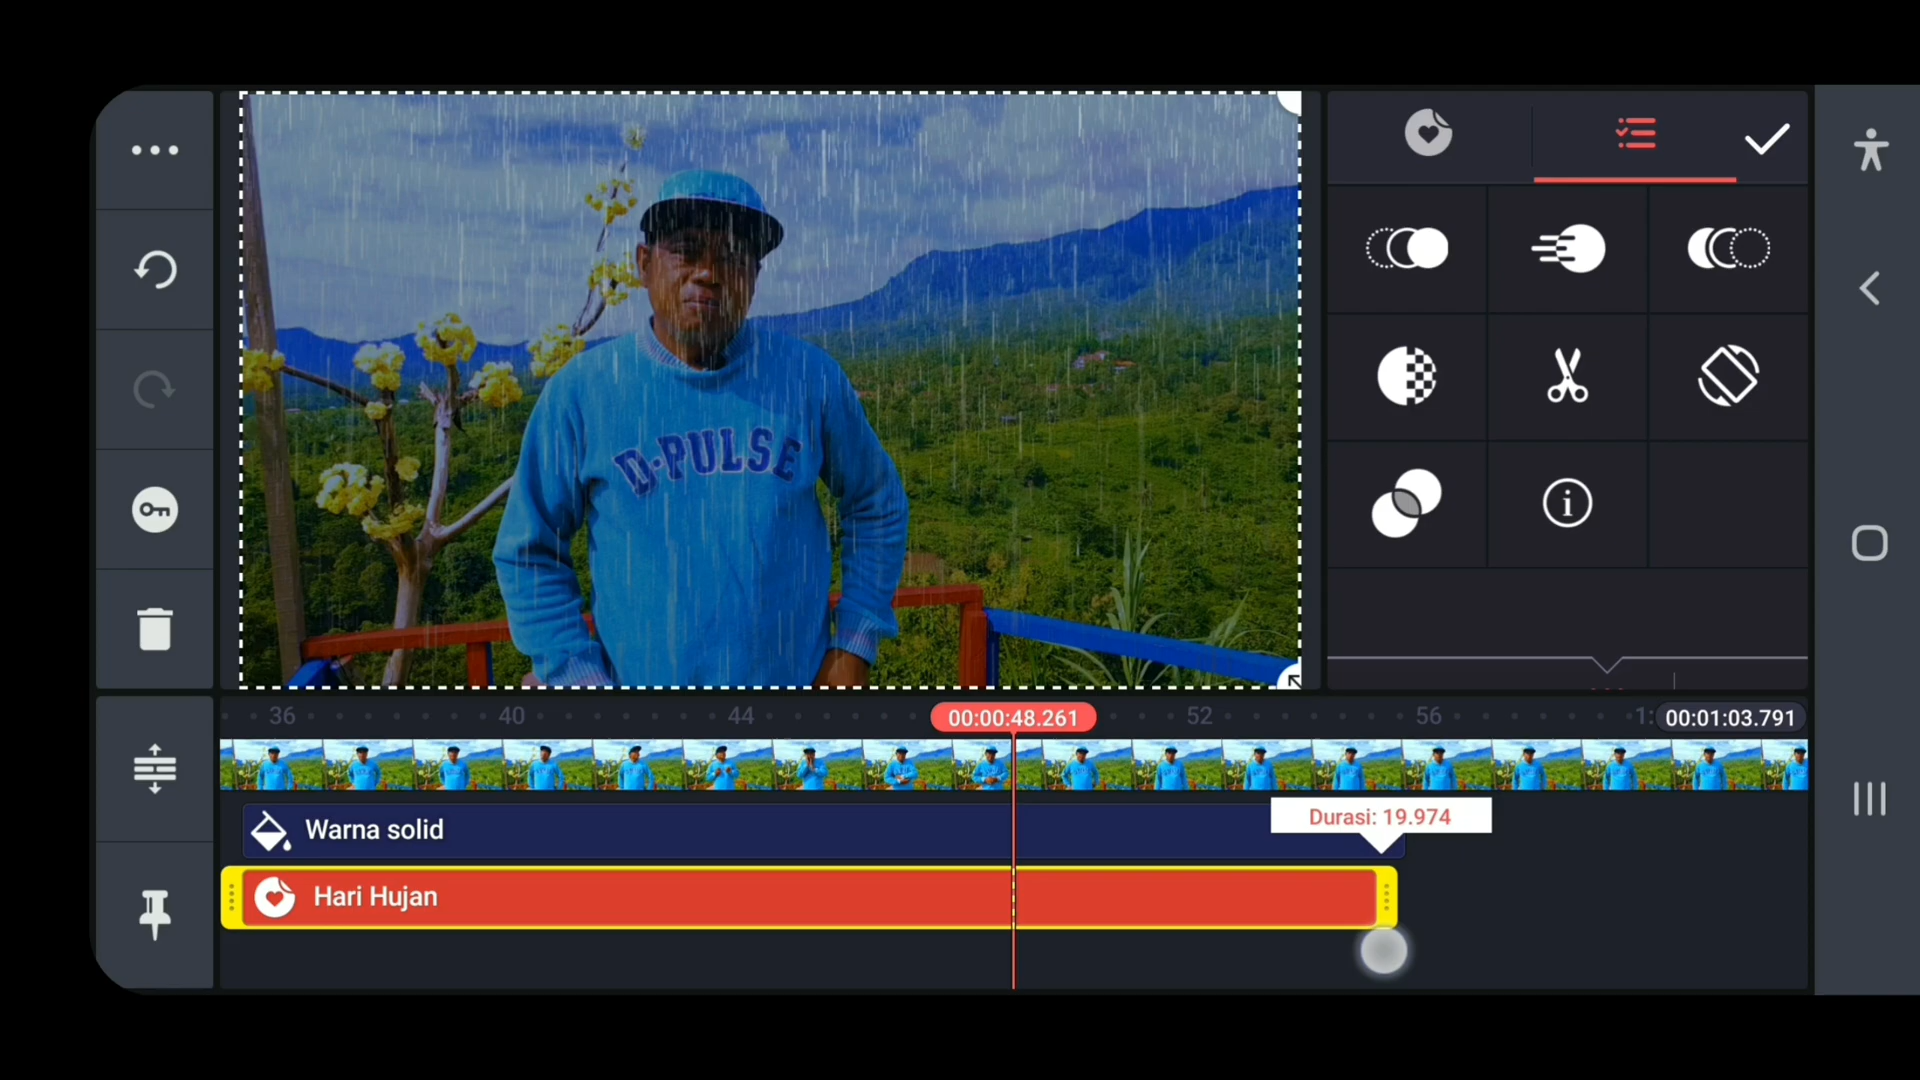 D-PULSE
36
40
44
00:00:48.261
52
56
1:
00:01:03.791
Durasi: 19.974
Warna solid
Hari Hujan